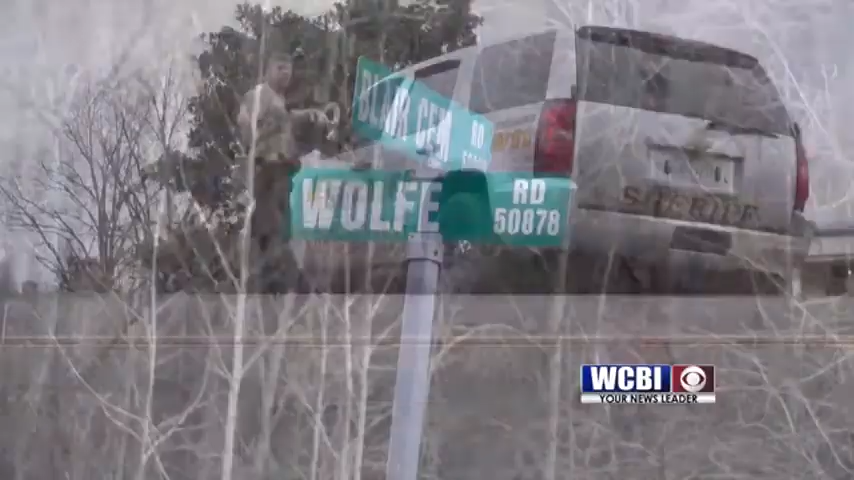 BLAIR CEM RD
WOLFE RD
50878
SHERIFF
WCBI
YOUR NEWS LEADER